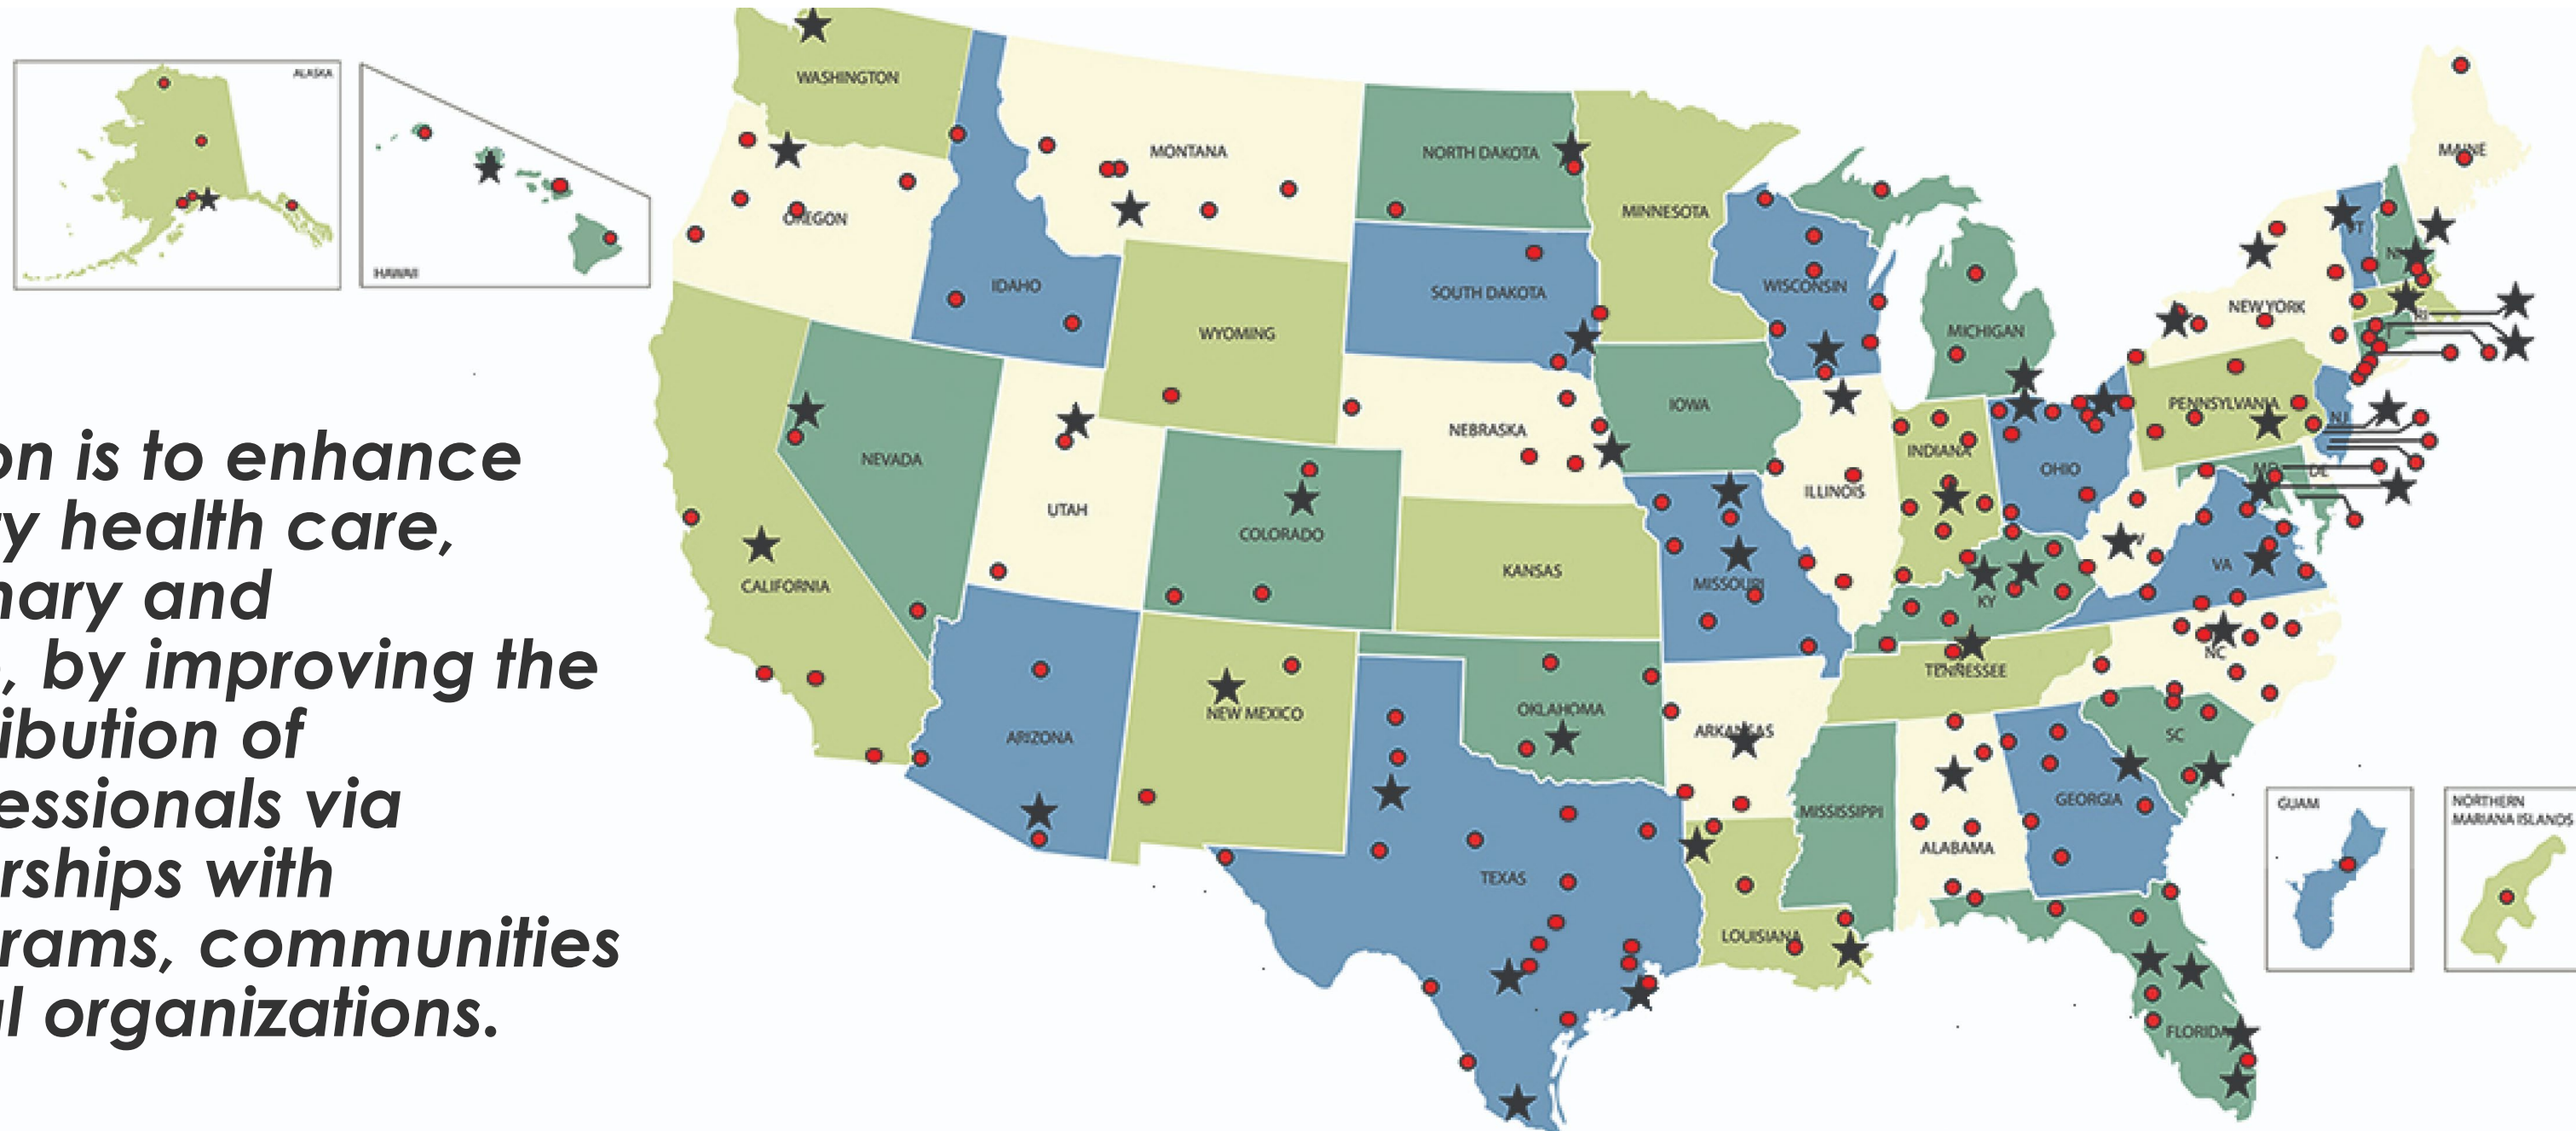 on is to enhance
y health care,
nary and
, by improving the
ibution of
essionals via
rships with
rams, communities
l organizations.
ALASKA
HAWAII
WASHINGTON
OREGON
IDAHO
MONTANA
NORTH DAKOTA
MINNESOTA
SOUTH DAKOTA
WYOMING
WISCONSIN
MICHIGAN
MAINE
VT
NH
NEW YORK
RI
NEVADA
UTAH
COLORADO
NEBRASKA
IOWA
ILLINOIS
INDIANA
OHIO
PENNSYLVANIA
NJ
MD
DE
CALIFORNIA
KANSAS
MISSOURI
KY
VA
NC
TENNESSEE
ARIZONA
NEW MEXICO
OKLAHOMA
ARKANSAS
SC
MISSISSIPPI
ALABAMA
GEORGIA
TEXAS
LOUISIANA
FLORIDA
GUAM
NORTHERN
MARIANA ISLANDS